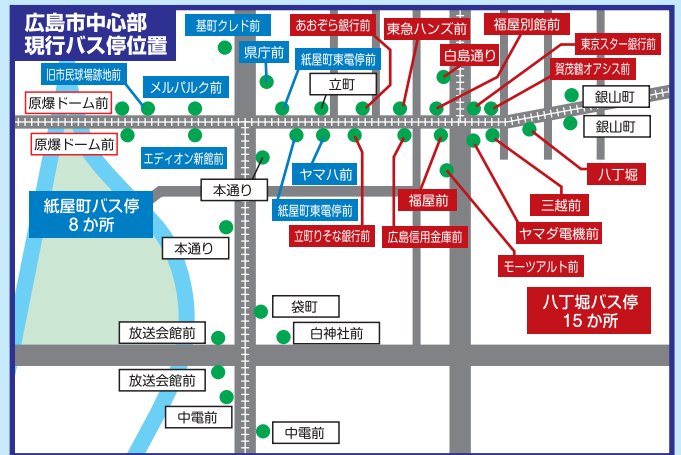 広島市中心部
現行バス停位置
基町クレド前
あおぞら銀行前
東急ハンズ前
福屋別館前
県庁前
紙屋町東電停前
白島通り
東京スター銀行前
賀茂鶴オアシス前
旧市民球場跡地前
メルパルク前
立町
銀山町
原爆ドーム前
銀山町
原爆ドーム前
エディオン新館前
本通り
ヤマハ前
八丁堀
紙屋町バス停
8か所
紙屋町東電停前
福屋前
三越前
立町りそな銀行前
広島信用金庫前
ヤマダ電機前
本通り
モーツアルト前
八丁堀バス停
15か所
袋町
放送会館前
白神社前
放送会館前
中電前
中電前